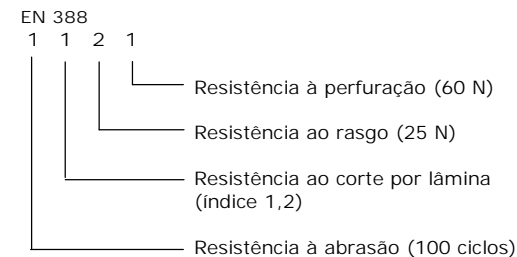 EN 388
1 1 2 1
Resistência à perfuração (60 N)
Resistência ao rasgo (25 N)
Resistência ao corte por lâmina
(índice 1,2)
Resistência à abrasão (100 ciclos)